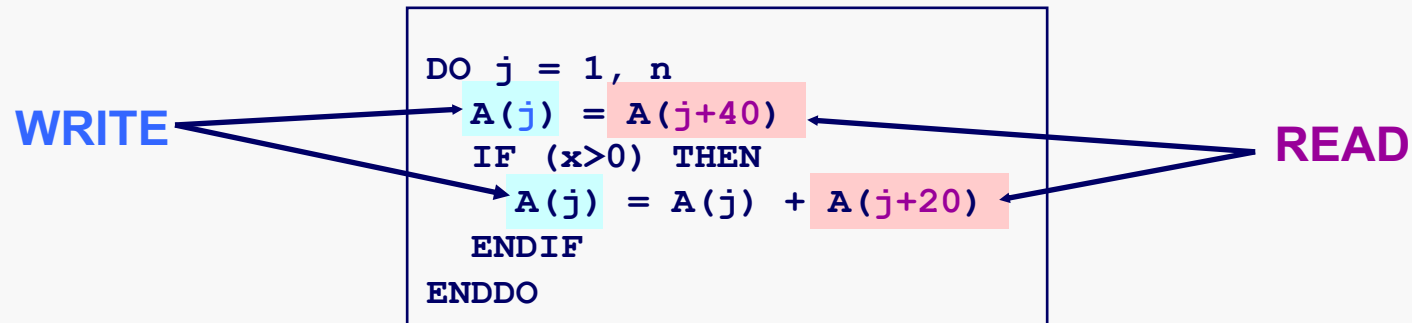 DO j = 1, n
WRITE
A(j) = A(j+40)
IF (x>0) THEN
READ
A(j) = A(j) + A(j+20)
ENDIF
ENDDO